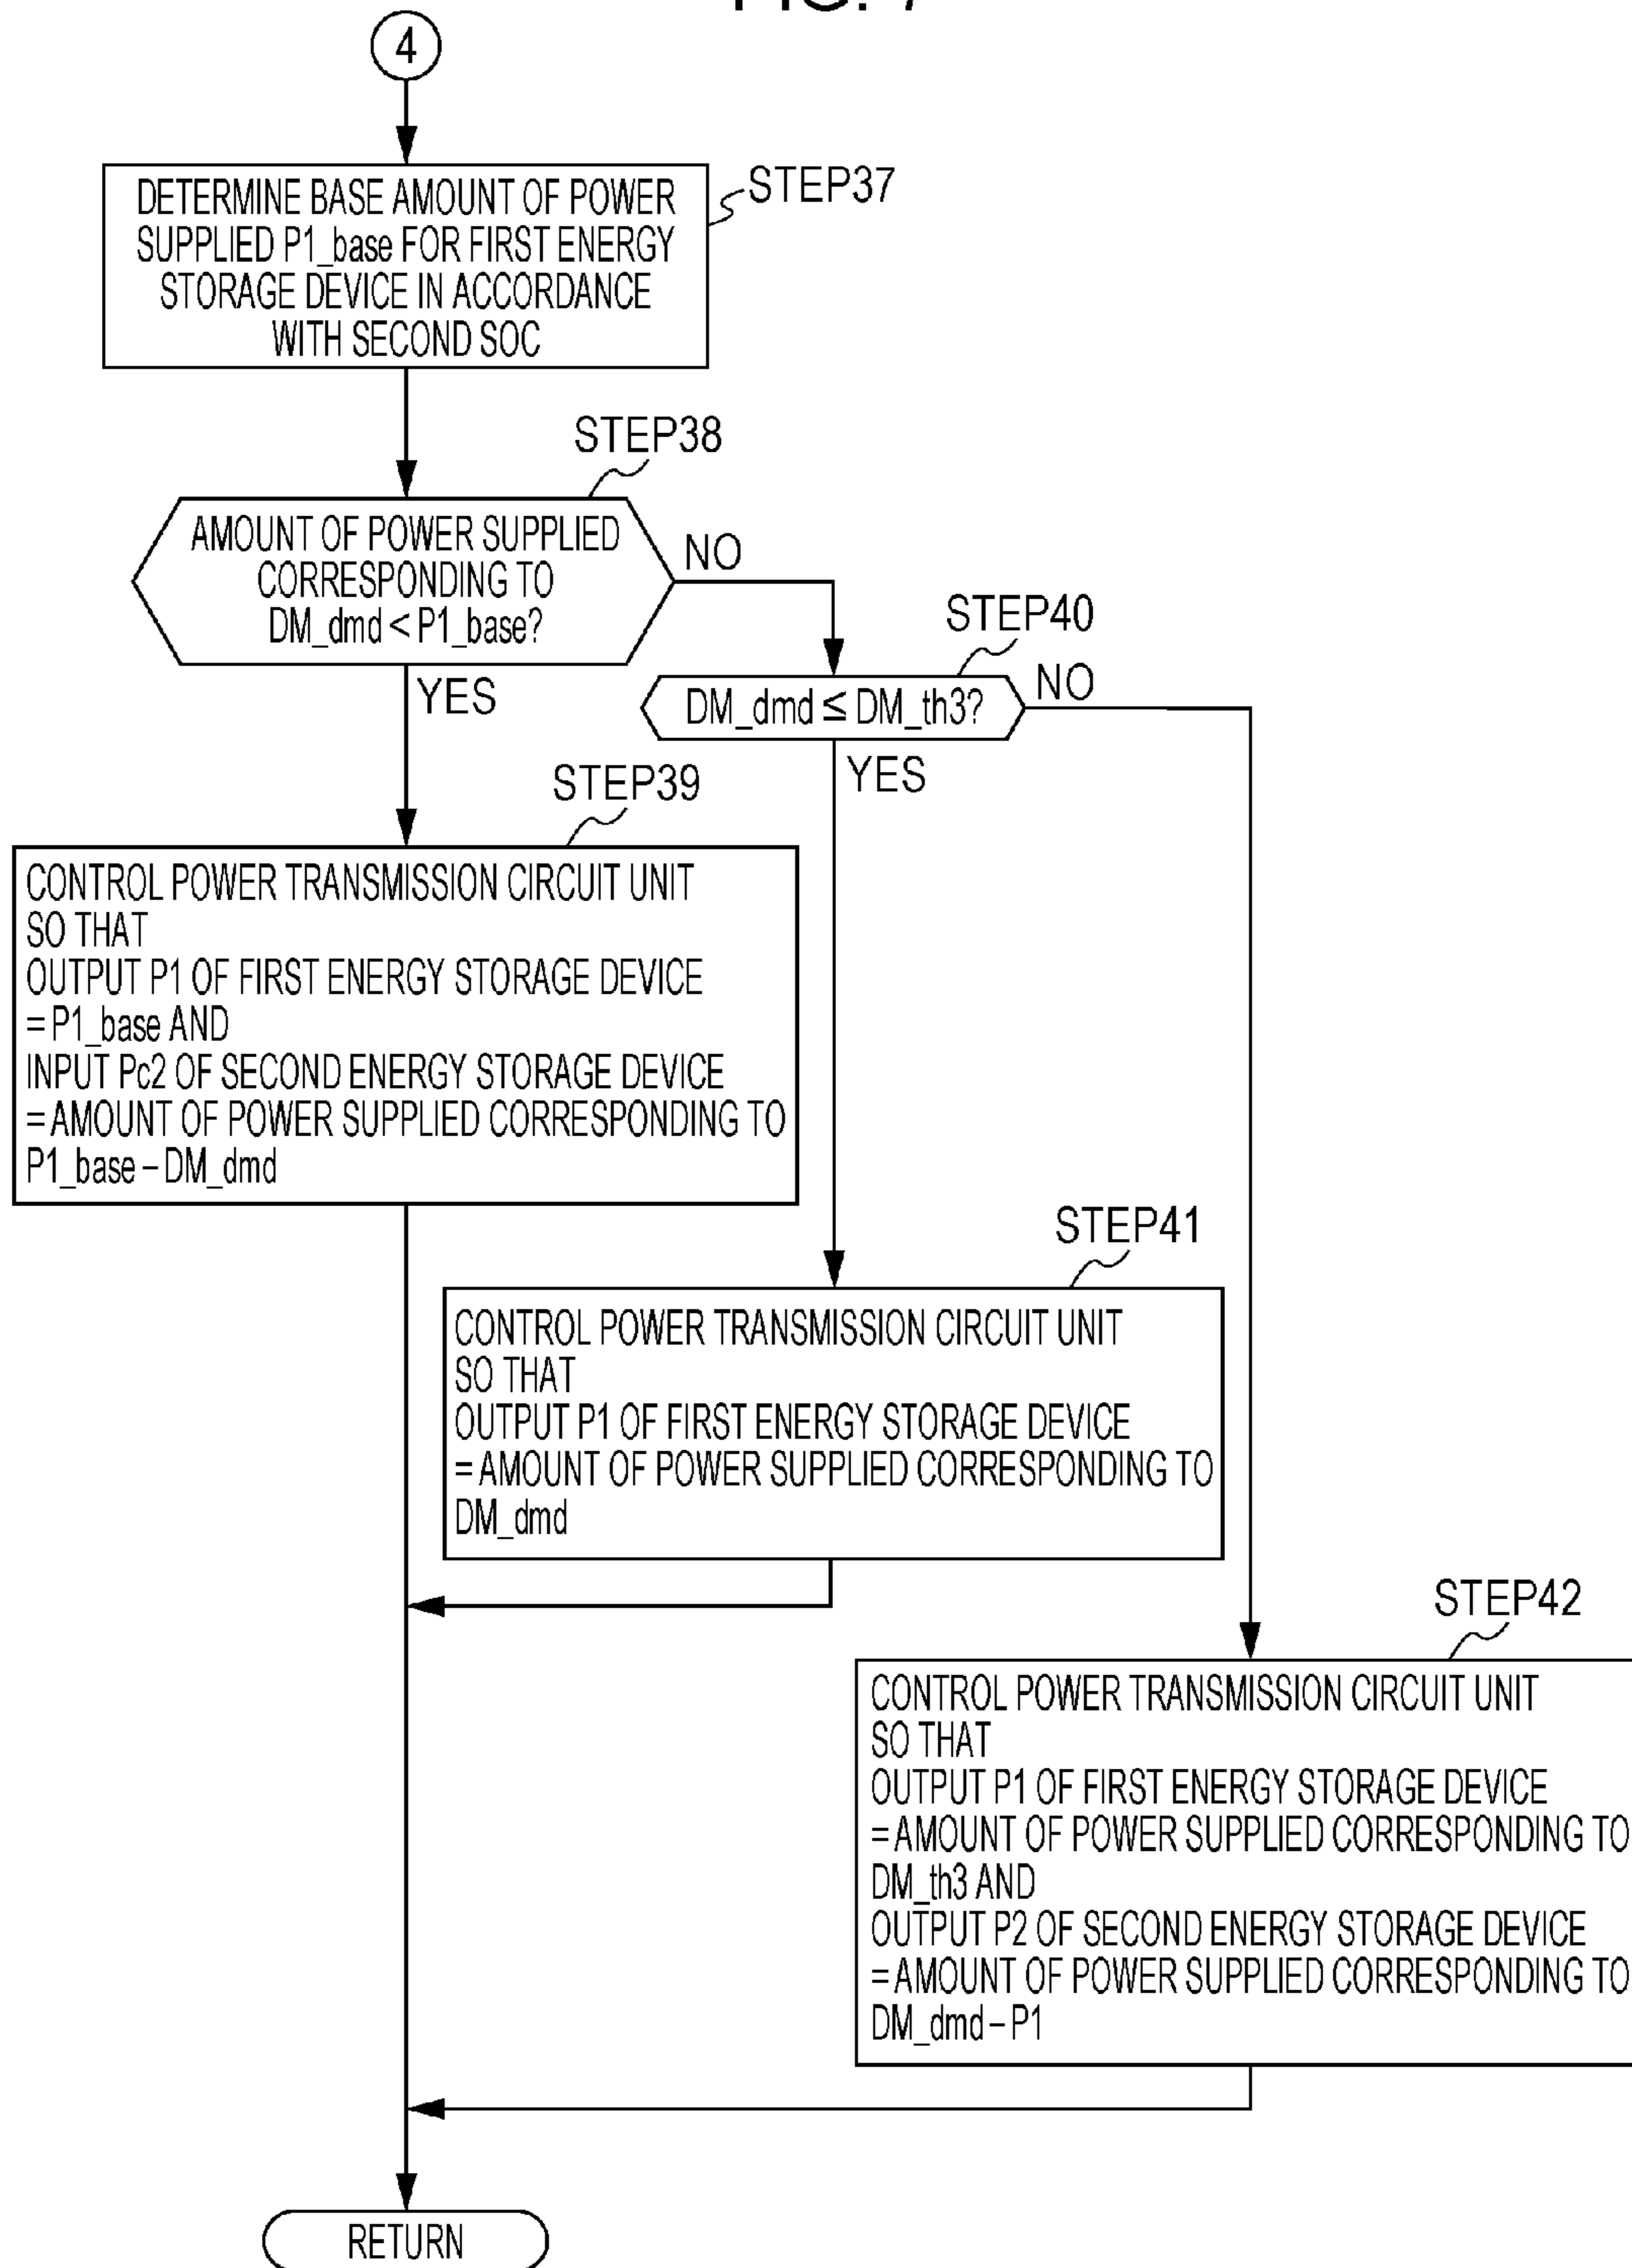 4
DETERMINE BASE AMOUNT OF POWER
SUPPLIED P1_base FOR FIRST ENERGY
STORAGE DEVICE IN ACCORDANCE
WITH SECOND SOC
STEP37
STEP38
AMOUNT OF POWER SUPPLIED
CORRESPONDING TO
DM_dmd < P1_base?
NO
YES
STEP40
DM_dmd ≤ DM_th3?
NO
YES
STEP39
CONTROL POWER TRANSMISSION CIRCUIT UNIT
SO THAT
OUTPUT P1 OF FIRST ENERGY STORAGE DEVICE
= P1_base AND
INPUT Pc2 OF SECOND ENERGY STORAGE DEVICE
= AMOUNT OF POWER SUPPLIED CORRESPONDING TO
P1_base – DM_dmd
STEP41
CONTROL POWER TRANSMISSION CIRCUIT UNIT
SO THAT
OUTPUT P1 OF FIRST ENERGY STORAGE DEVICE
= AMOUNT OF POWER SUPPLIED CORRESPONDING TO
DM_dmd
STEP42
CONTROL POWER TRANSMISSION CIRCUIT UNIT
SO THAT
OUTPUT P1 OF FIRST ENERGY STORAGE DEVICE
= AMOUNT OF POWER SUPPLIED CORRESPONDING TO
DM_th3 AND
OUTPUT P2 OF SECOND ENERGY STORAGE DEVICE
= AMOUNT OF POWER SUPPLIED CORRESPONDING TO
DM_dmd – P1
RETURN